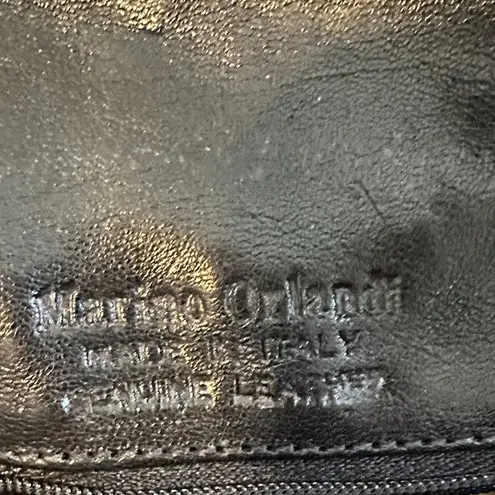 Marino Orlandi
MADE IN ITALY
GENUINE LEATHER